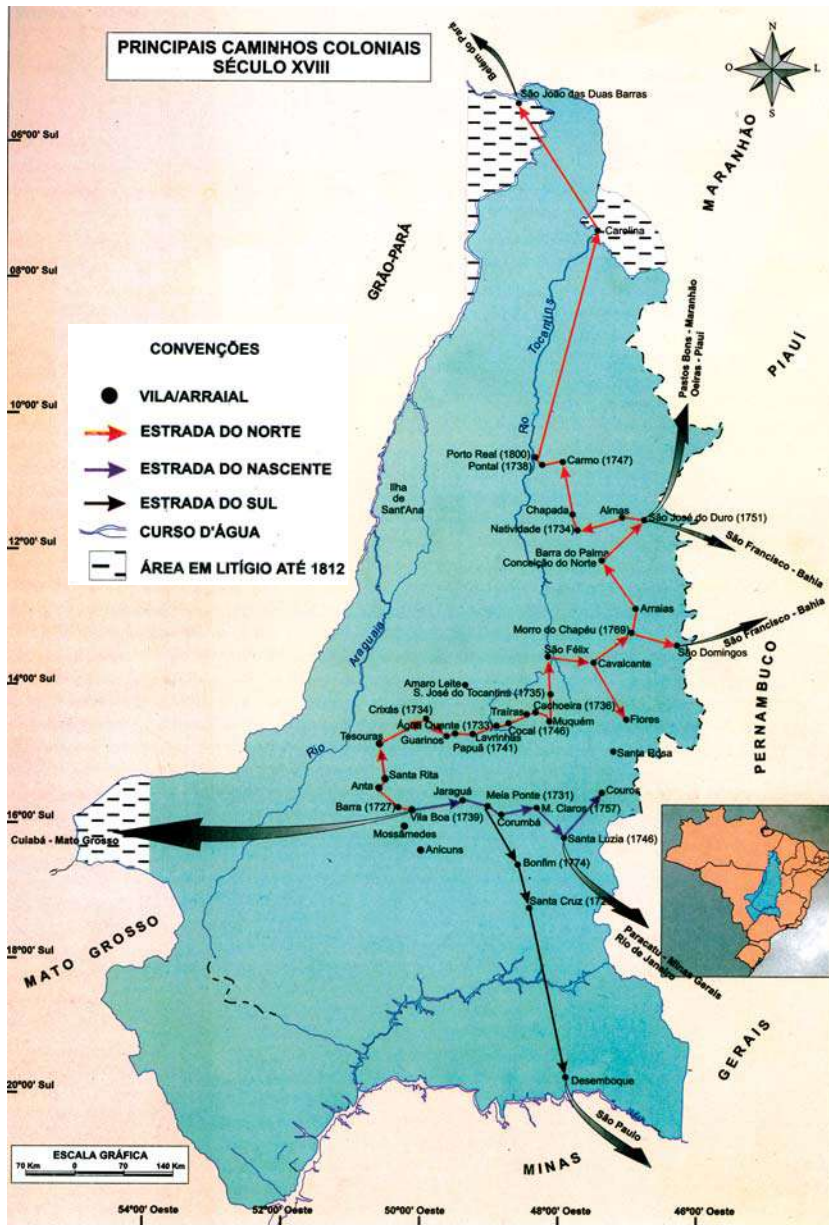 PRINCIPAIS CAMINHOS COLONIAIS
SÉCULO XVIII
N
O
L
S
Belém do Pará
São João das Duas Barras
06°00' Sul
MARANHÃO
Carolina
GRÃO-PARÁ
08°00' Sul
Tocantins
Rio
PIAUÍ
Pastos Bons - Maranhão
Oeiras - Piauí
CONVENÇÕES
VILA/ARRAIAL
ESTRADA DO NORTE
ESTRADA DO NASCENTE
ESTRADA DO SUL
CURSO D'ÁGUA
ÁREA EM LITÍGIO ATÉ 1812
10°00' Sul
Porto Real (1800)
Pontal (1738)
Carmo (1747)
Ilha
de
Sant'Ana
Chapada
Almas
São José do Duro (1751)
Natividade (1734)
12°00' Sul
Barra do Palma
Conceição do Norte
São Francisco - Bahia
Arraias
Morro do Chapéu (1769)
São Francisco - Bahia
São Domingos
Araguaia
Rio
São Félix
Cavalcante
14°00' Sul
Amaro Leite
S. José do Tocantins (1735)
Crixás (1734)
Traíras
Cachoeira (1736)
Flores
Água Quente (1733)
Muquém
Cocal (1746)
Tesouras
Guarinos
Lavrinhas
Papuã (1741)
Santa Rosa
PERNAMBUCO
Santa Rita
Anta
Jaraguá
Meia Ponte (1731)
Couros
16°00' Sul
Barra (1727)
Vila Boa (1739)
M. Claros (1757)
Corumbá
Mossâmedes
Santa Luzia (1746)
Cuiabá - Mato Grosso
Anicuns
Bonfim (1774)
Santa Cruz (172
Paracatu - Minas Gerais
Rio de Janeiro
MATO GROSSO
18°00' Sul
GERAIS
20°00' Sul
Desemboque
São Paulo
MINAS
ESCALA GRÁFICA
70 Km 0 70 140 Km
54°00' Oeste
52°00' Oeste
50°00' Oeste
48°00' Oeste
46°00' Oeste